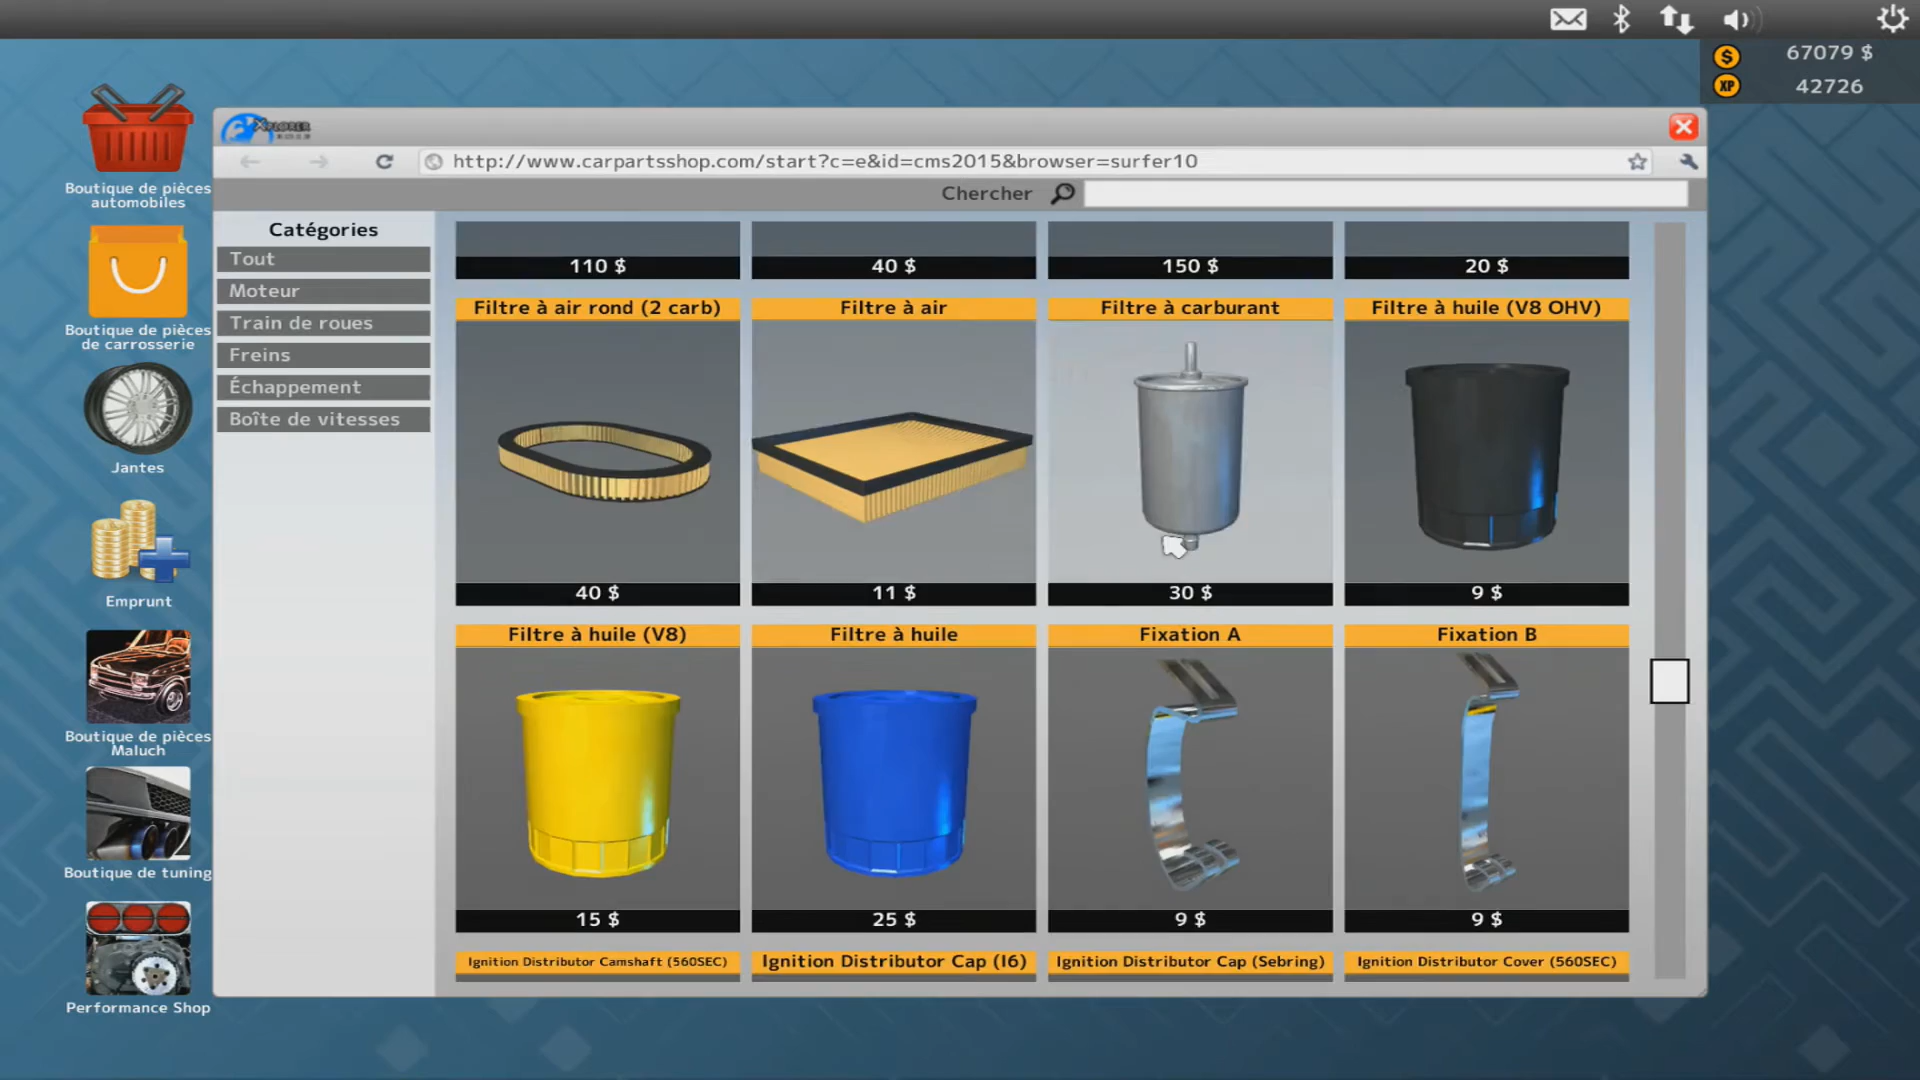 67079 $
XP
42726
XPLORER
http://www.carpartsshop.com/start?c=e&id=cms2015&browser=surfer10
Chercher
Boutique de pièces
automobiles
Boutique de pièces
de carrosserie
Jantes
Emprunt
Boutique de pièces
Maluch
Boutique de tuning
Performance Shop
Catégories
Tout
Moteur
Train de roues
Freins
Échappement
Boîte de vitesses
110 $
40 $
150 $
20 $
Filtre à air rond (2 carb)
Filtre à air
Filtre à carburant
Filtre à huile (V8 OHV)
40 $
11 $
30 $
9 $
Filtre à huile (V8)
Filtre à huile
Fixation A
Fixation B
15 $
25 $
9 $
9 $
Ignition Distributor Camshaft (560SEC)
Ignition Distributor Cap (I6)
Ignition Distributor Cap (Sebring)
Ignition Distributor Cover (560SEC)